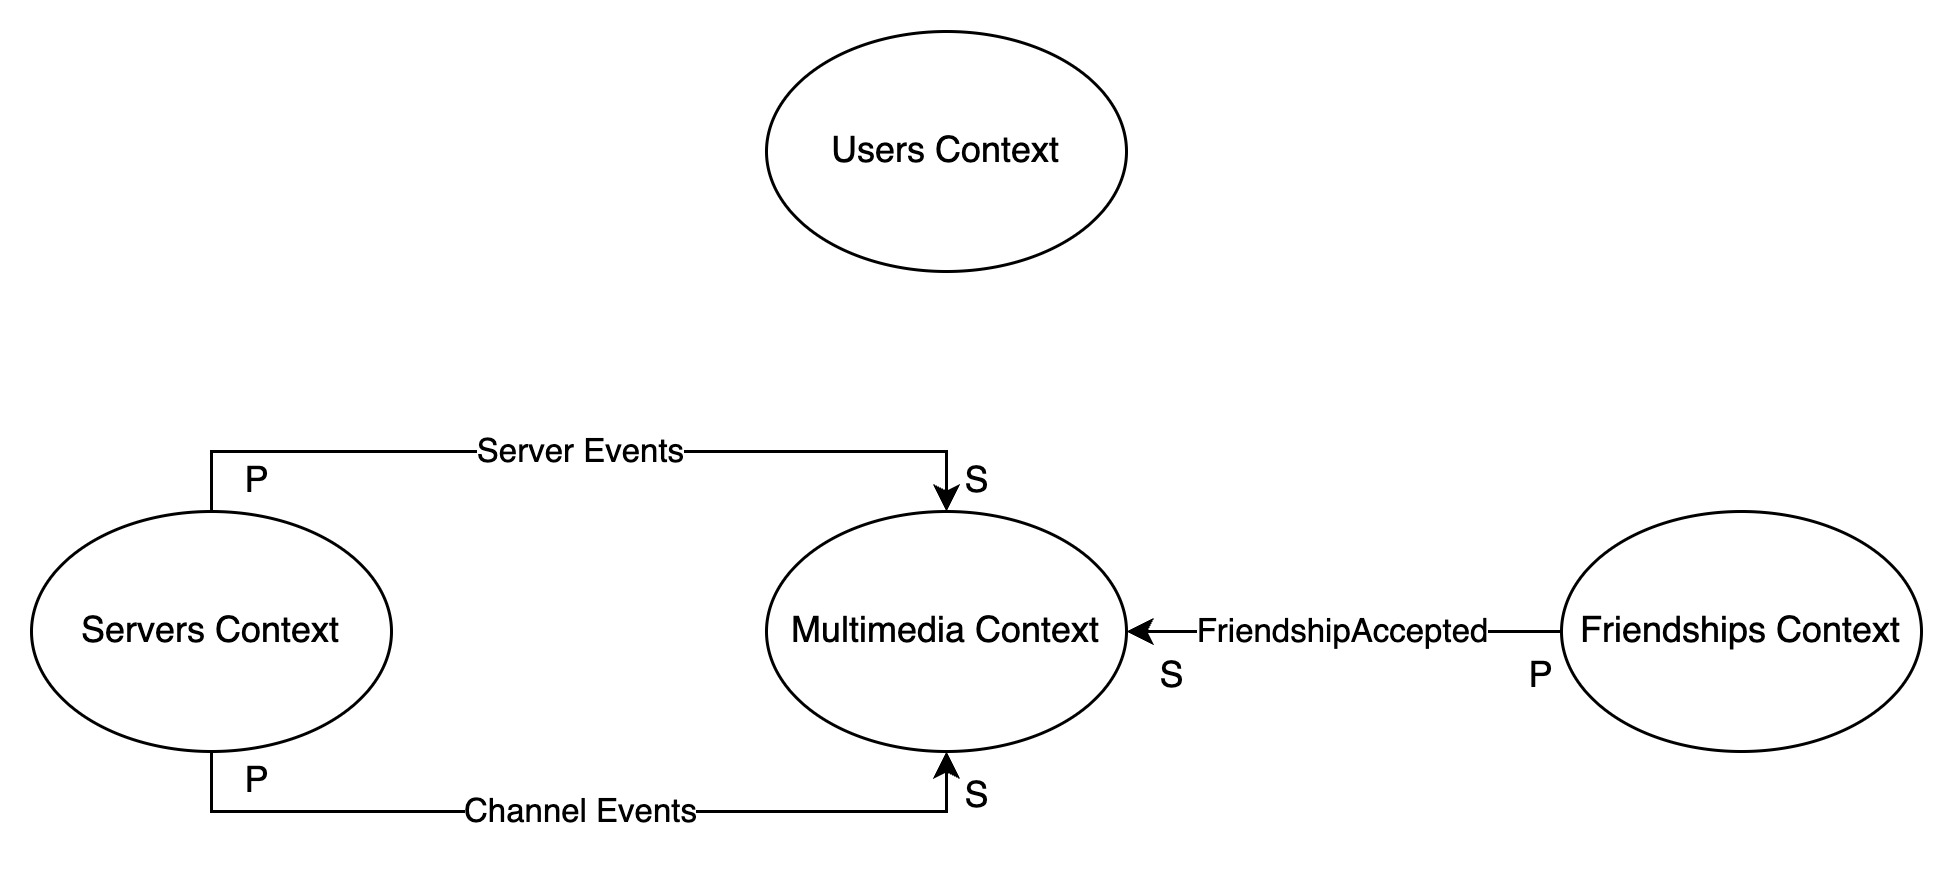 Users Context
Server Events
P
S
Servers Context
Multimedia Context
FriendshipAccepted
Friendships Context
S
P
P
S
Channel Events